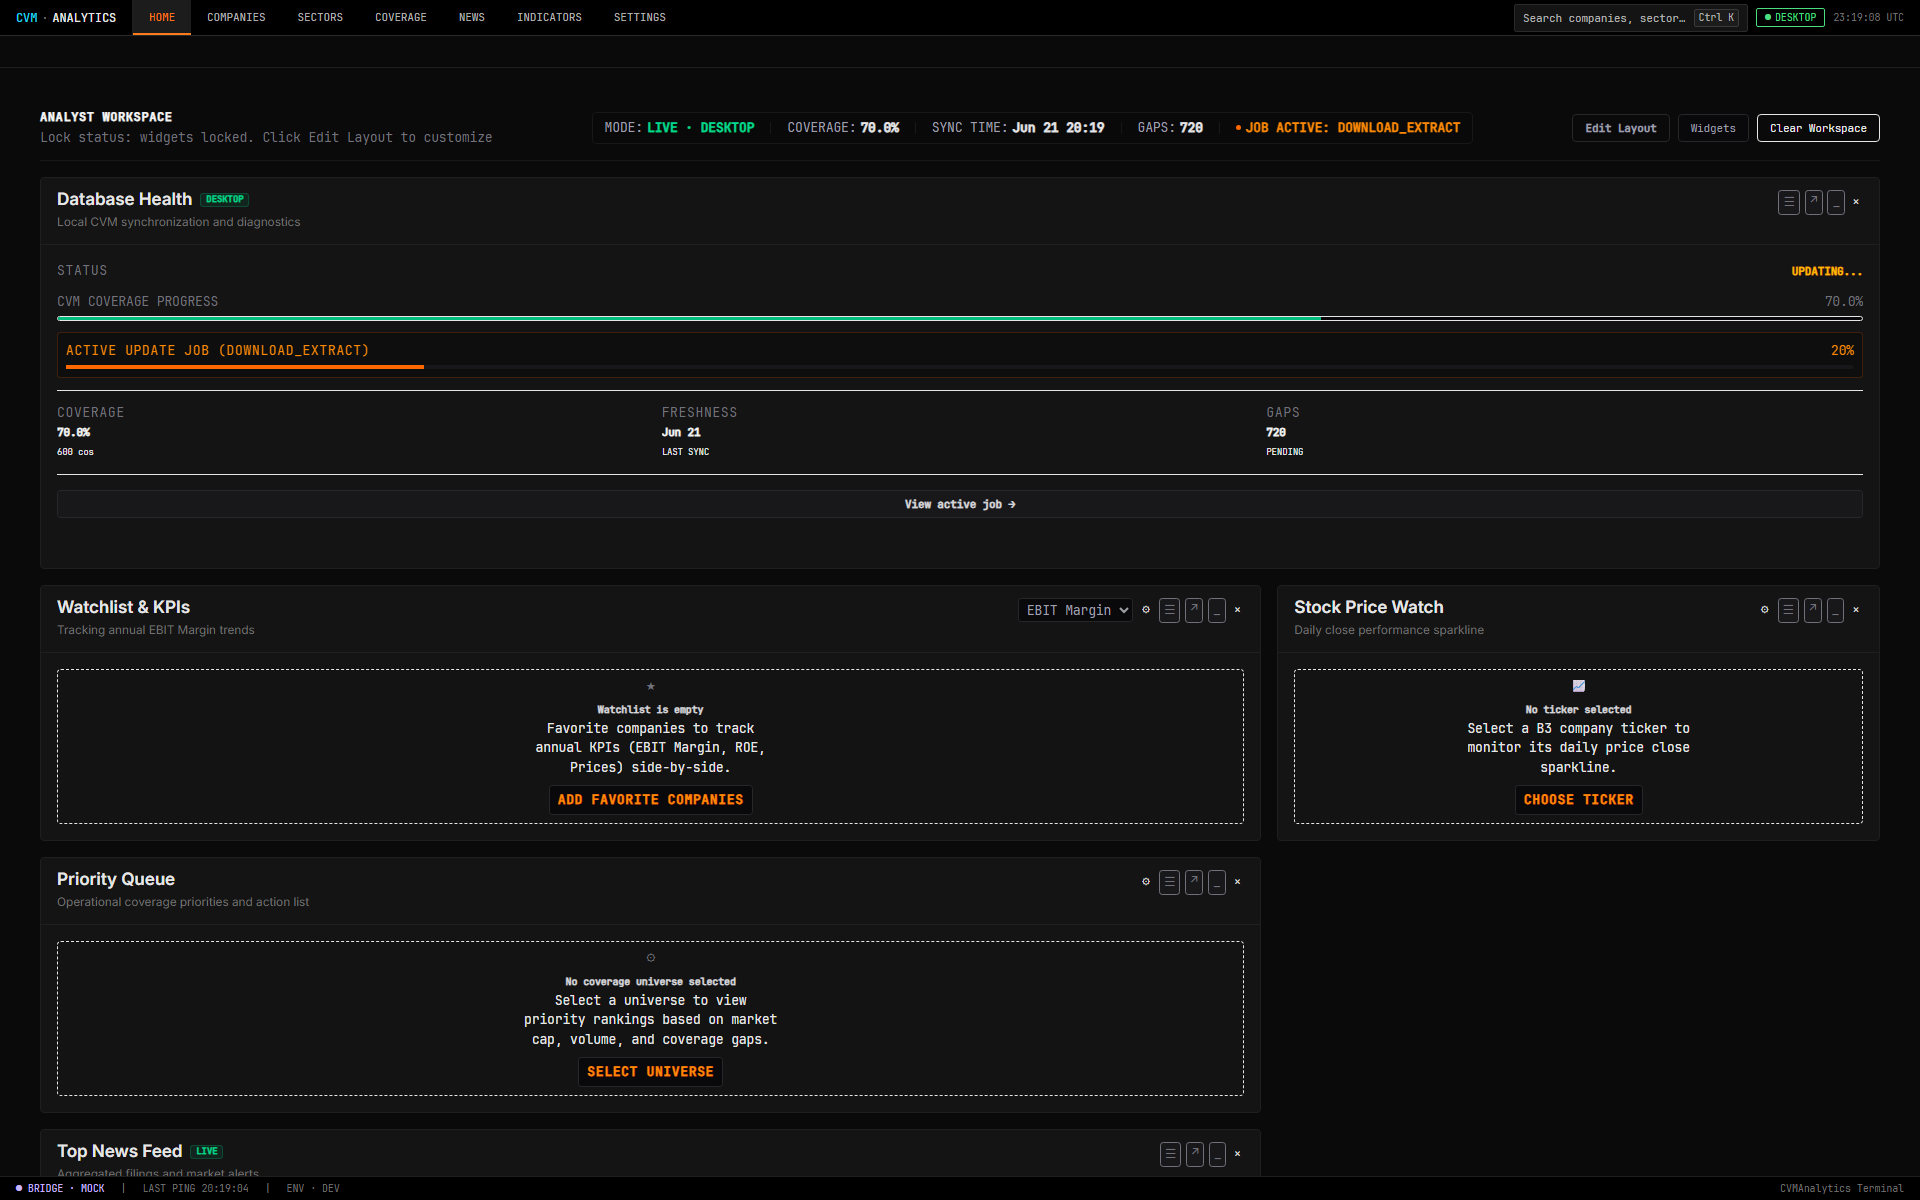 CVM · ANALYTICS HOME COMPANIES SECTORS COVERAGE NEWS INDICATORS SETTINGS Search companies, sector… Ctrl K DESKTOP 23:19:08 UTC
ANALYST WORKSPACE
Lock status: widgets locked. Click Edit Layout to customize
MODE: LIVE · DESKTOP COVERAGE: 70.0% SYNC TIME: Jun 21 20:19 GAPS: 720 JOB ACTIVE: DOWNLOAD_EXTRACT
Edit Layout Widgets Clear Workspace
Database Health DESKTOP
Local CVM synchronization and diagnostics
STATUS UPDATING...
CVM COVERAGE PROGRESS 70.0%
ACTIVE UPDATE JOB (DOWNLOAD_EXTRACT) 20%
COVERAGE FRESHNESS GAPS
70.0% Jun 21 720
600 cos LAST SYNC PENDING
View active job →
Watchlist & KPIs EBIT Margin
Tracking annual EBIT Margin trends
Watchlist is empty
Favorite companies to track
annual KPIs (EBIT Margin, ROE,
Prices) side-by-side.
ADD FAVORITE COMPANIES
Stock Price Watch
Daily close performance sparkline
No ticker selected
Select a B3 company ticker to
monitor its daily price close
sparkline.
CHOOSE TICKER
Priority Queue
Operational coverage priorities and action list
No coverage universe selected
Select a universe to view
priority rankings based on market
cap, volume, and coverage gaps.
SELECT UNIVERSE
Top News Feed LIVE
Aggregated filings and market alerts
BRIDGE · MOCK | LAST PING 20:19:04 | ENV · DEV CVMAnalytics Terminal